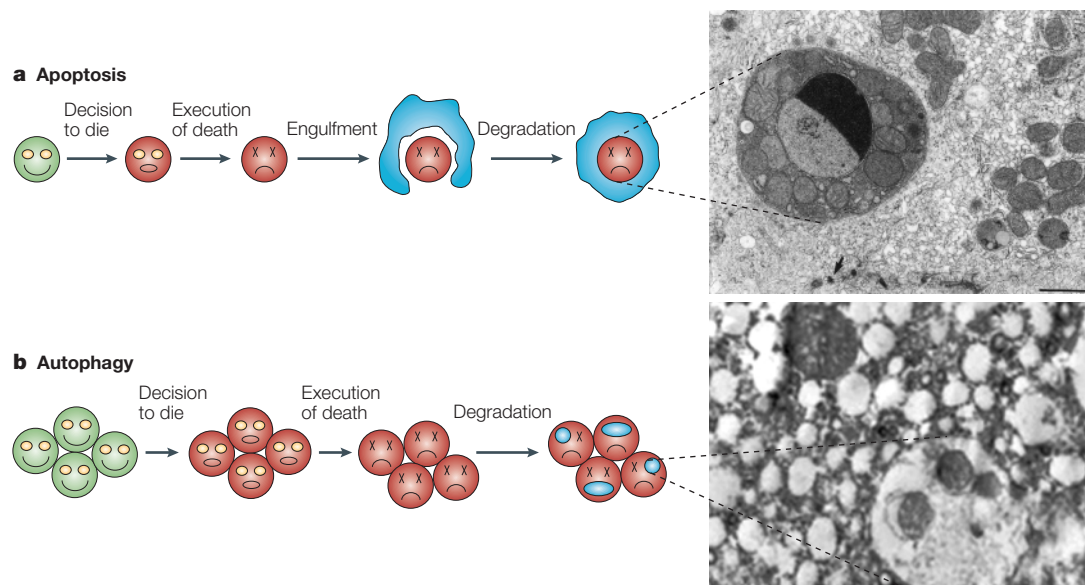 a Apoptosis
Decision
to die
Execution
of death
Engulfment
Degradation
b Autophagy
Decision
to die
Execution
of death
Degradation